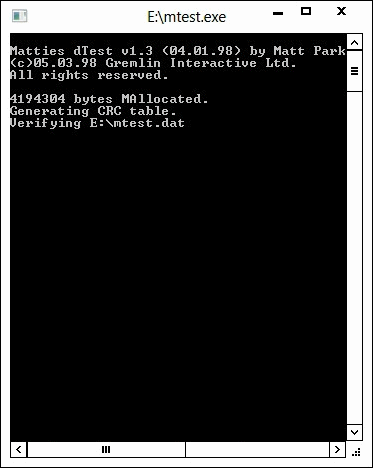 E:\mtest.exe
Matties dTest v1.3 (04.01.98) by Matt Park
(c)05.03.98 Gremlin Interactive Ltd.
All rights reserved.
4194304 bytes MAllocated.
Generating CRC table.
Verifying E:\mtest.dat